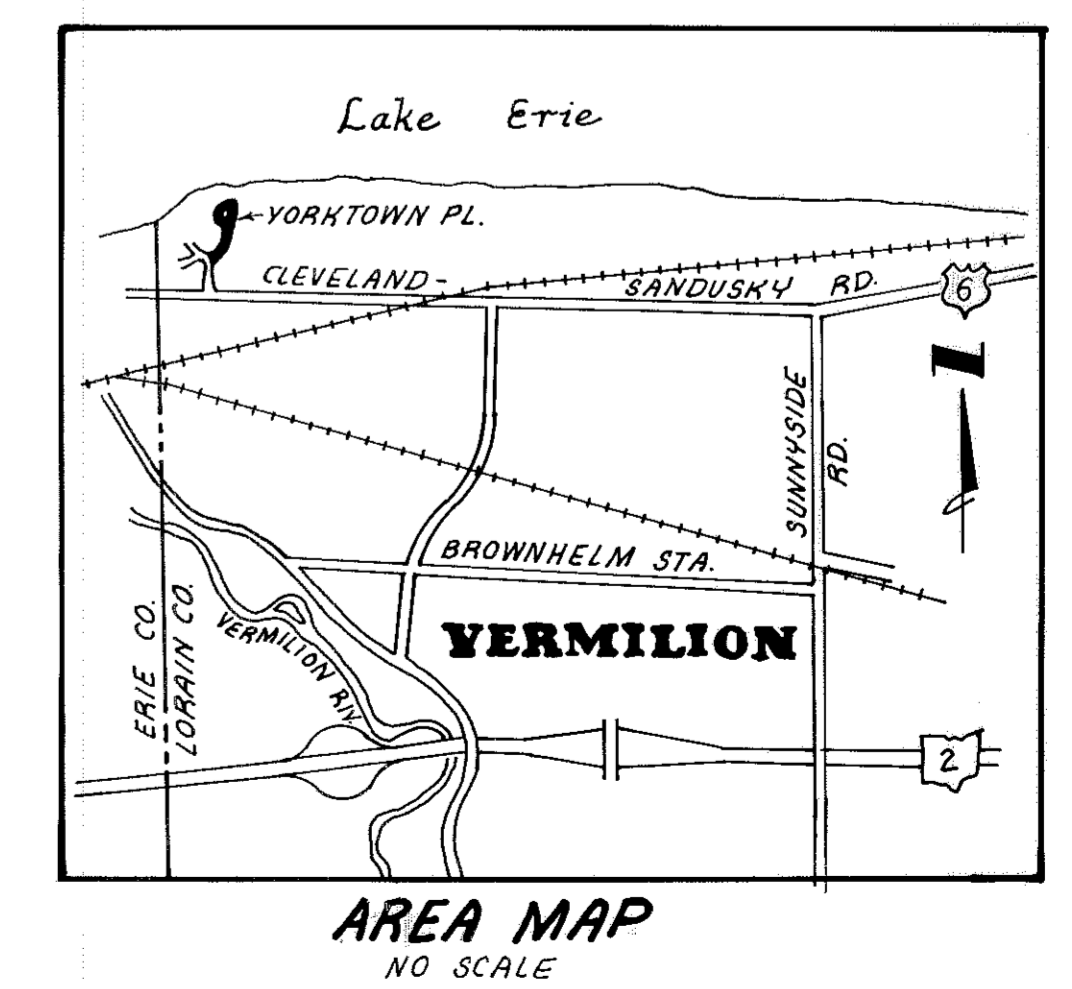 Lake Erie
YORKTOWN PL.
CLEVELAND-
SANDUSKY RD.
6
SUNNYSIDE
RD.
BROWNHELM STA.
VERMILION
ERIE CO.
LORAIN CO.
VERMILION RIV.
2
AREA MAP
NO SCALE